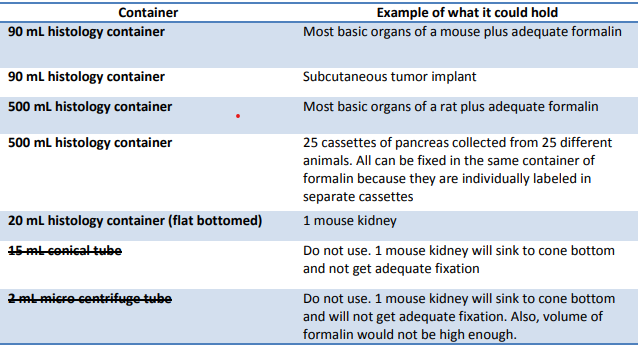 Container Example of what it could hold
90 mL histology container Most basic organs of a mouse plus adequate formalin
90 mL histology container Subcutaneous tumor implant
500 mL histology container Most basic organs of a rat plus adequate formalin
500 mL histology container 25 cassettes of pancreas collected from 25 different
animals. All can be fixed in the same container of
formalin because they are individually labeled in
separate cassettes
20 mL histology container (flat bottomed) 1 mouse kidney
15 mL conical tube Do not use. 1 mouse kidney will sink to cone bottom
and not get adequate fixation
2 mL micro centrifuge tube Do not use. 1 mouse kidney will sink to cone bottom
and will not get adequate fixation. Also, volume of
formalin would not be high enough.